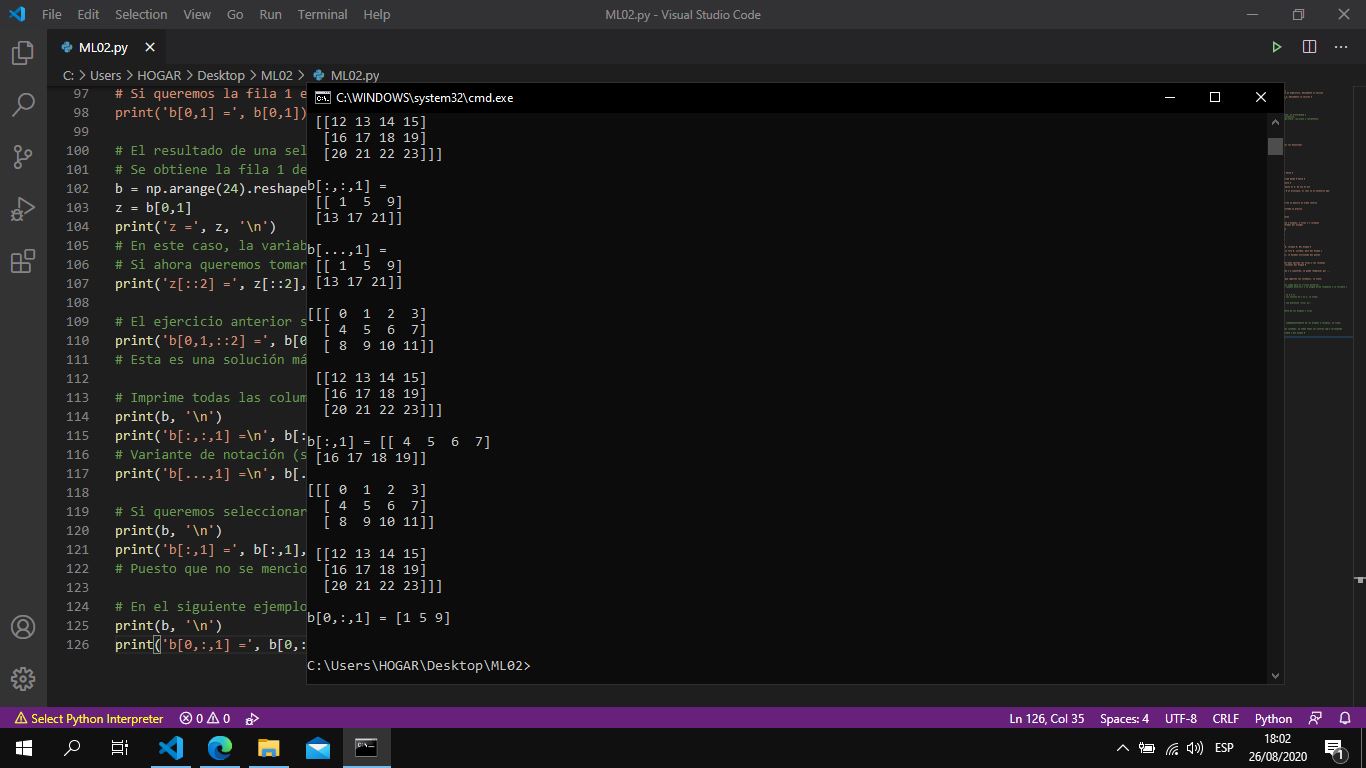 File Edit Selection View Go Run Terminal Help
ML02.py - Visual Studio Code
ML02.py
C: > Users > HOGAR > Desktop > ML02 > ML02.py
97 # Si queremos la fila 1 e
98 print('b[0,1] =', b[0,1])
99
100 # El resultado de una sel
101 # Se obtiene la fila 1 de
102 b = np.arange(24).reshape
103 z = b[0,1]
104 print('z =', z, '\n')
105 # En este caso, la variab
106 # Si ahora queremos tomar
107 print('z[::2] =', z[::2],
108
109 # El ejercicio anterior s
110 print('b[0,1,::2] =', b[0
111 # Esta es una solución má
112
113 # Imprime todas las colum
114 print(b, '\n')
115 print('b[:,:,1] =\n', b[:
116 # Variante de notación (s
117 print('b[...,1] =\n', b[.
118
119 # Si queremos seleccionar
120 print(b, '\n')
121 print('b[:,1] =', b[:,1],
122 # Puesto que no se mencio
123
124 # En el siguiente ejemplo
125 print(b, '\n')
126 print('b[0,:,1] =', b[0,:
C:\WINDOWS\system32\cmd.exe
[[12 13 14 15]
[16 17 18 19]
[20 21 22 23]]]
b[:,:,1] =
[[ 1  5  9]
[13 17 21]]
b[...,1] =
[[ 1  5  9]
[13 17 21]]
[[[ 0  1  2  3]
[ 4  5  6  7]
[ 8  9 10 11]]
[[12 13 14 15]
[16 17 18 19]
[20 21 22 23]]]
b[:,1] = [[ 4  5  6  7]
[16 17 18 19]]
[[[ 0  1  2  3]
[ 4  5  6  7]
[ 8  9 10 11]]
[[12 13 14 15]
[16 17 18 19]
[20 21 22 23]]]
b[0,:,1] = [1 5 9]
C:\Users\HOGAR\Desktop\ML02>
Select Python Interpreter 0 0 Ln 126, Col 35 Spaces: 4 UTF-8 CRLF Python
ESP 18:02
26/08/2020 1